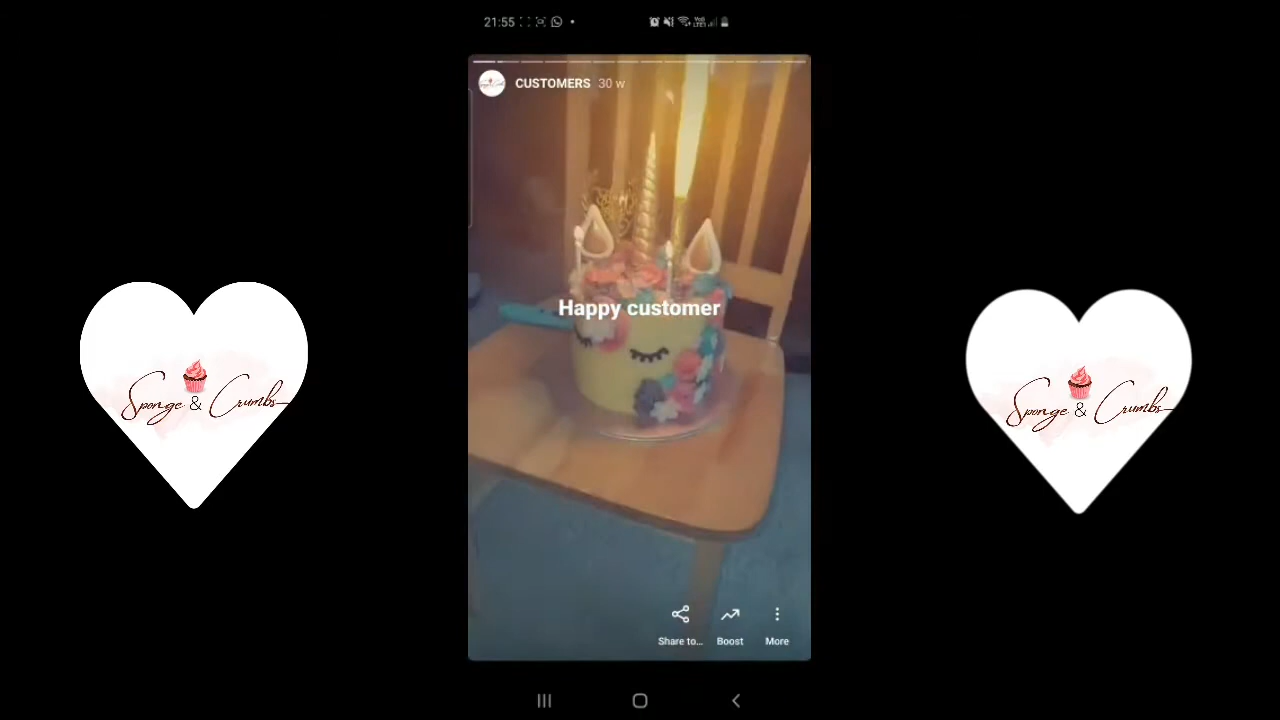 21:55
CUSTOMERS 30 w
Happy customer
Sponge & Crumbs
Sponge & Crumbs
Share to...
Boost
More